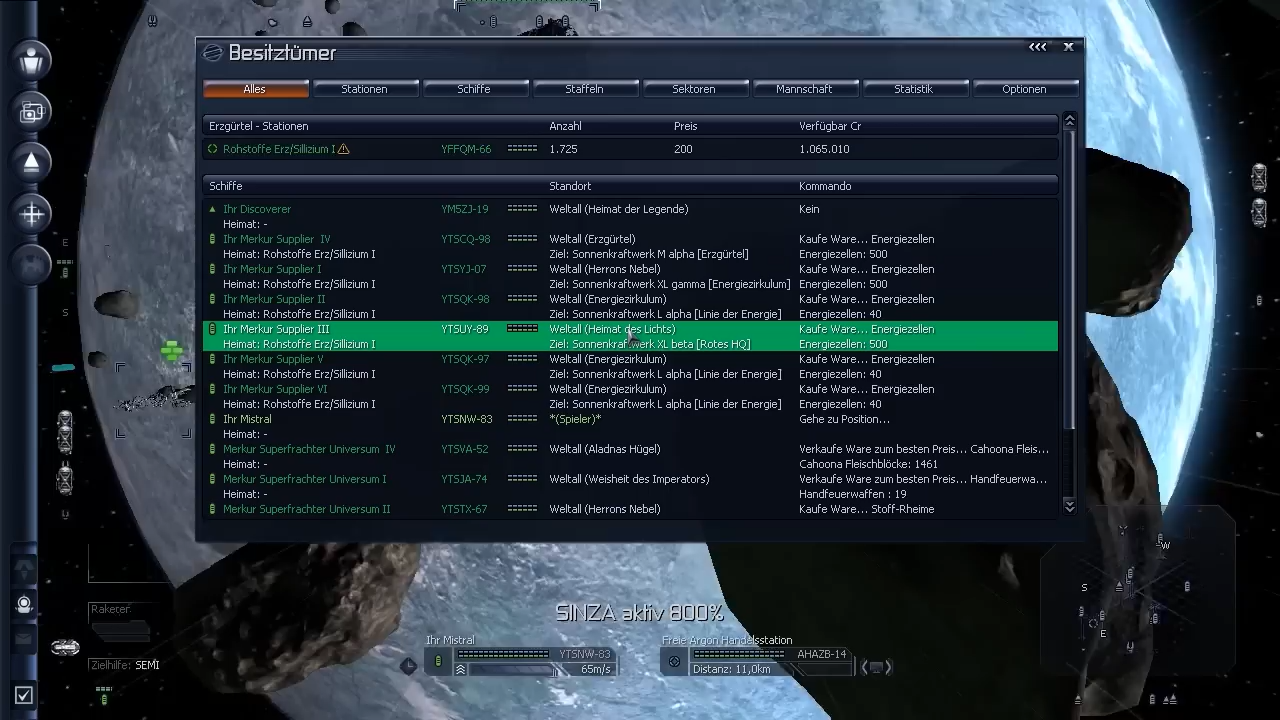 Besitztümer
Alles Stationen Schiffe Staffeln Sektoren Mannschaft Statistik Optionen
Erzgürtel - Stationen Anzahl Preis Verfügbar Cr
Rohstoffe Erz/Sillizium I YFFQM-66 1.725 200 1.065.010
Schiffe Standort Kommando
Ihr Discoverer YM5ZJ-19 Weltall (Heimat der Legende) Kein
Heimat: -
Ihr Merkur Supplier IV YTSCQ-98 Weltall (Erzgürtel) Kaufe Ware... Energiezellen
Heimat: Rohstoffe Erz/Sillizium I Ziel: Sonnenkraftwerk M alpha [Erzgürtel] Energiezellen: 500
Ihr Merkur Supplier I YTSYJ-07 Weltall (Herrons Nebel) Kaufe Ware... Energiezellen
Heimat: Rohstoffe Erz/Sillizium I Ziel: Sonnenkraftwerk XL gamma [Energiezirkulum] Energiezellen: 500
Ihr Merkur Supplier II YTSQK-98 Weltall (Energiezirkulum) Kaufe Ware... Energiezellen
Heimat: Rohstoffe Erz/Sillizium I Ziel: Sonnenkraftwerk L alpha [Linie der Energie] Energiezellen: 40
Ihr Merkur Supplier III YTSUY-89 Weltall (Heimat des Lichts) Kaufe Ware... Energiezellen
Heimat: Rohstoffe Erz/Sillizium I Ziel: Sonnenkraftwerk XL beta [Rotes HQ] Energiezellen: 500
Ihr Merkur Supplier V YTSQK-97 Weltall (Energiezirkulum) Kaufe Ware... Energiezellen
Heimat: Rohstoffe Erz/Sillizium I Ziel: Sonnenkraftwerk L alpha [Linie der Energie] Energiezellen: 40
Ihr Merkur Supplier VI YTSQK-99 Weltall (Energiezirkulum) Kaufe Ware... Energiezellen
Heimat: Rohstoffe Erz/Sillizium I Ziel: Sonnenkraftwerk L alpha [Linie der Energie] Energiezellen: 40
Ihr Mistral YTSNW-83 *(Spieler)* Gehe zu Position...
Heimat: -
Merkur Superfrachter Universum IV YTSVA-52 Weltall (Aladnas Hügel) Verkaufe Ware zum besten Preis... Cahoona Fleis...
Heimat: - Cahoona Fleischblöcke: 1461
Merkur Superfrachter Universum I YTSJA-74 Weltall (Weisheit des Imperators) Verkaufe Ware zum besten Preis... Handfeuerwa...
Heimat: - Handfeuerwaffen : 19
Merkur Superfrachter Universum II YTSTX-67 Weltall (Herrons Nebel) Kaufe Ware... Stoff-Rheime
E
S
W
S
E
SINZA aktiv 800%
Raketen
Zielhilfe: SEMI
Ihr Mistral
YTSNW-83
65m/s
Freie Argon Handelsstation
AHAZB-14
Distanz: 11,0km